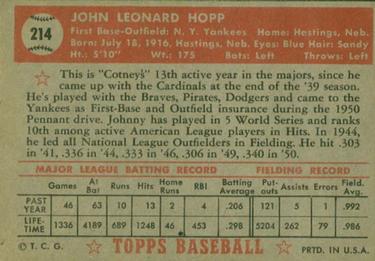 214
JOHN LEONARD HOPP
First Base-Outfield: N. Y. Yankees Home: Hastings, Neb.
Born: July 18, 1916, Hastings, Neb. Eyes: Blue Hair: Sandy
Ht.: 5'10" Wt.: 175 Bats: Left Throws: Left
This is "Cotney's" 13th active year in the majors, since he
came up with the Cardinals at the end of the '39 season.
He's played with the Braves, Pirates, Dodgers and came to the
Yankees as First-Base and Outfield insurance during the 1950
Pennant drive. Johnny has played in 5 World Series and ranks
10th among active American League players in Hits. In 1944,
he led all National League Outfielders in Fielding. He hit .303
in '41, .336 in '44, .333 in '46, .306 in '49, .340 in '50.
MAJOR LEAGUE BATTING RECORD FIELDING RECORD
Games At Bat Runs Hits Home Runs RBI Batting Average Put-outs Assists Errors Field. Avg.
PAST YEAR 46 63 10 13 2 4 .206 121 5 1 .992
LIFE-TIME 1336 4189 689 1248 46 453 .298 5204 262 79 .986
© T. C. G. TOPPS BASEBALL PRTD. IN U.S.A.